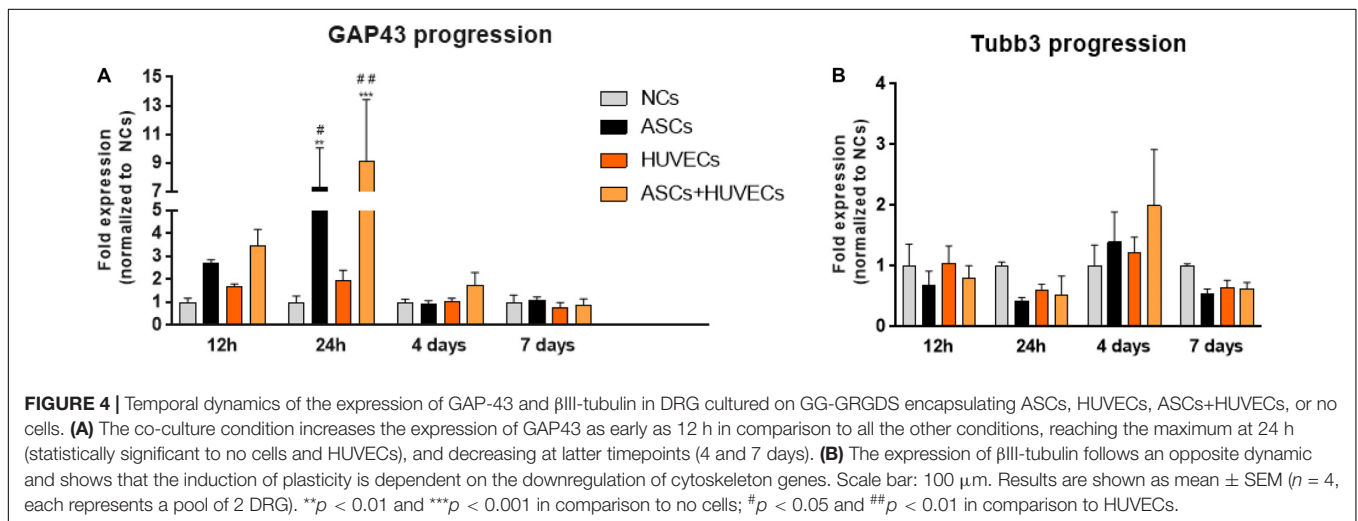 GAP43 progression
A
Fold expression
(normalized to NCs)
15
13
11
9
7
5
4
3
2
1
0
#
**
# #
***
12h
24h
4 days
7 days
NCs
ASCs
HUVECs
ASCs+HUVECs
Tubb3 progression
B
Fold expression
(normalized to NCs)
4
3
2
1
0
12h
24h
4 days
7 days
FIGURE 4 | Temporal dynamics of the expression of GAP-43 and βIII-tubulin in DRG cultured on GG-GRGDS encapsulating ASCs, HUVECs, ASCs+HUVECs, or no
cells. (A) The co-culture condition increases the expression of GAP43 as early as 12 h in comparison to all the other conditions, reaching the maximum at 24 h
(statistically significant to no cells and HUVECs), and decreasing at latter timepoints (4 and 7 days). (B) The expression of βIII-tubulin follows an opposite dynamic
and shows that the induction of plasticity is dependent on the downregulation of cytoskeleton genes. Scale bar: 100 μm. Results are shown as mean ± SEM (n = 4,
each represents a pool of 2 DRG). **p < 0.01 and ***p < 0.001 in comparison to no cells; #p < 0.05 and ##p < 0.01 in comparison to HUVECs.